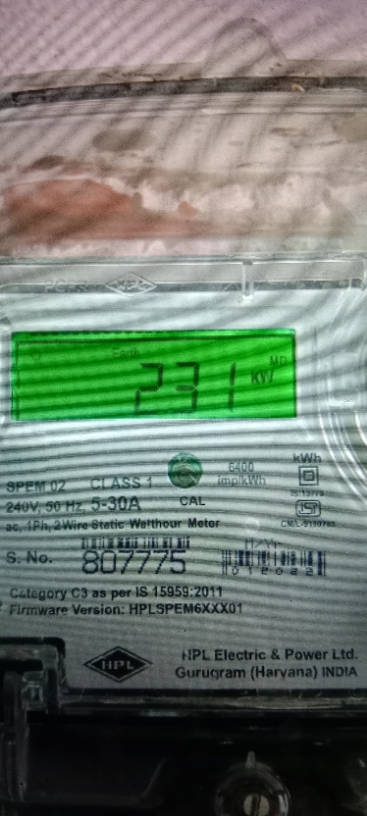 Earth
231
kW
MD
kWh
SPEM 02 CLASS 1
6400
imp/kWh
240V, 50 Hz, 5-30A
CAL
ac, 1Ph, 2Wire Static Watthour Meter
S. No. 807775
Category C3 as per IS 15959:2011
Firmware Version: HPLSPEM6XXX01
HPL
HPL Electric & Power Ltd.
Gurugram (Haryana) INDIA